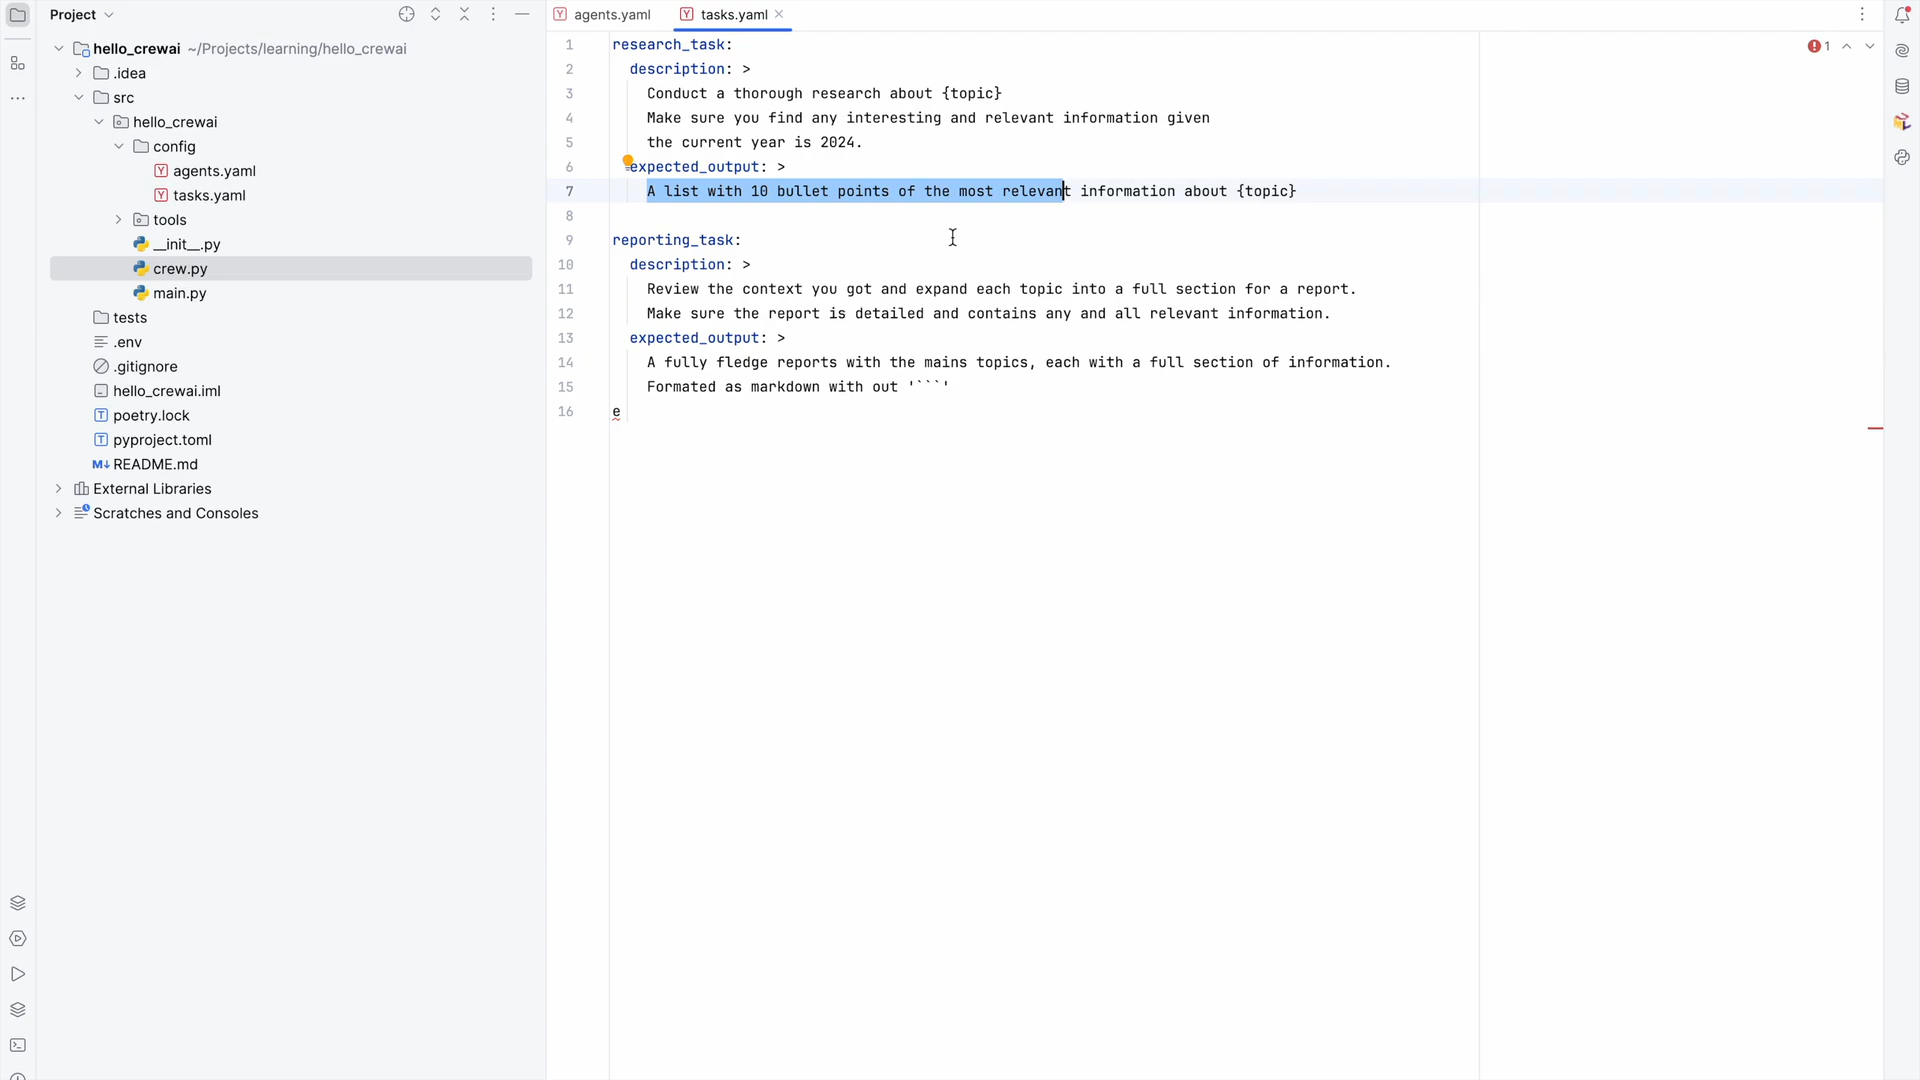 Project
hello_crewai ~/Projects/learning/hello_crewai
.idea
src
hello_crewai
config
agents.yaml
tasks.yaml
tools
__init__.py
crew.py
main.py
tests
.env
.gitignore
hello_crewai.iml
poetry.lock
pyproject.toml
M↓ README.md
External Libraries
Scratches and Consoles
agents.yaml
tasks.yaml
1
1 research_task:
2 description: >
3 Conduct a thorough research about {topic}
4 Make sure you find any interesting and relevant information given
5 the current year is 2024.
6 expected_output: >
7 A list with 10 bullet points of the most relevant information about {topic}
8
9 reporting_task:
10 description: >
11 Review the context you got and expand each topic into a full section for a report.
12 Make sure the report is detailed and contains any and all relevant information.
13 expected_output: >
14 A fully fledge reports with the mains topics, each with a full section of information.
15 Formated as markdown with out '```'
16 e